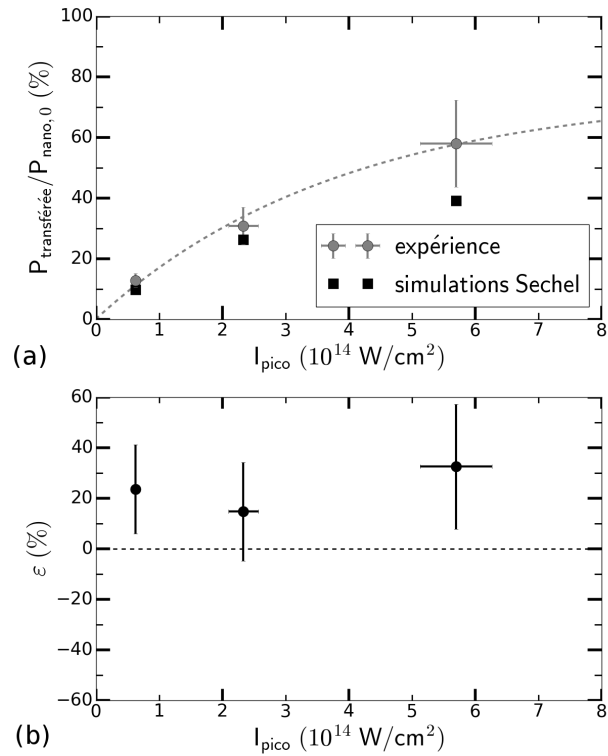 100
80
60
40
20
0
P_transférée/P_nano, 0 (%)
expérience
simulations Sechel
0 1 2 3 4 5 6 7 8
(a)
I_pico (10^14 W/cm^2)
60
40
20
0
−20
−40
−60
ε (%)
0 1 2 3 4 5 6 7 8
(b)
I_pico (10^14 W/cm^2)